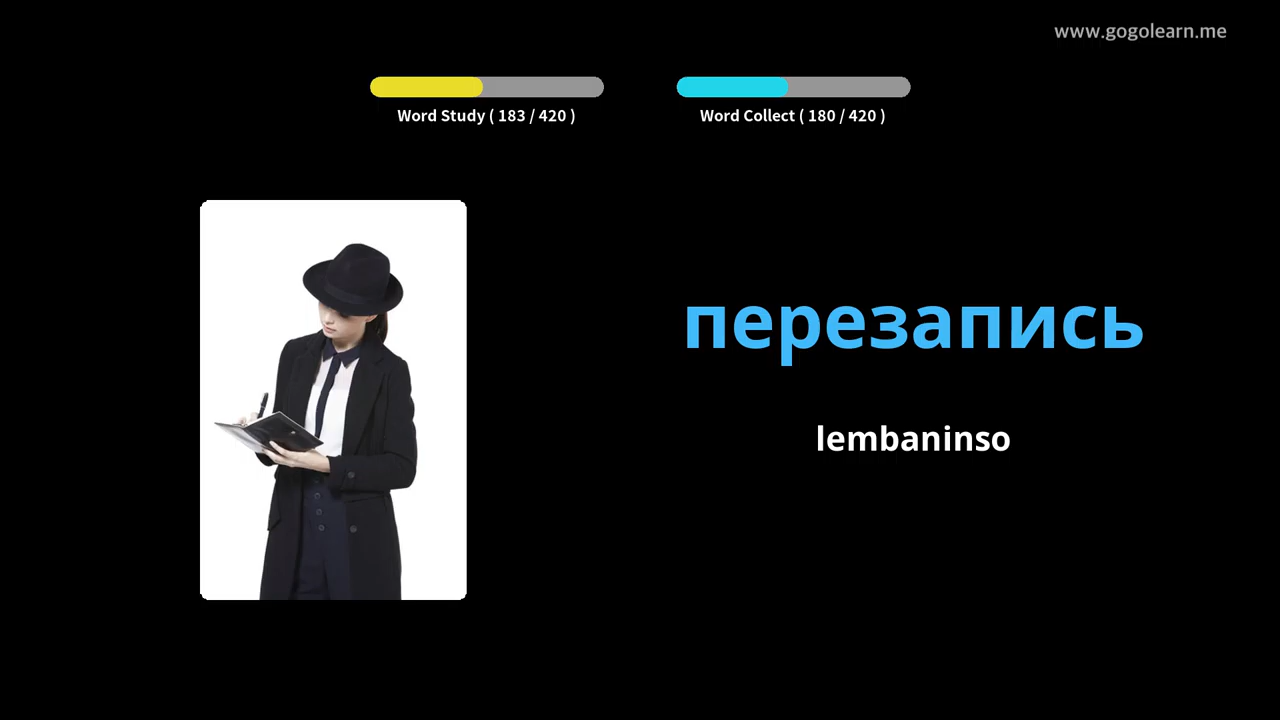 www.gogolearn.me
Word Study ( 183 / 420 )
Word Collect ( 180 / 420 )
перезапись
lembaninso